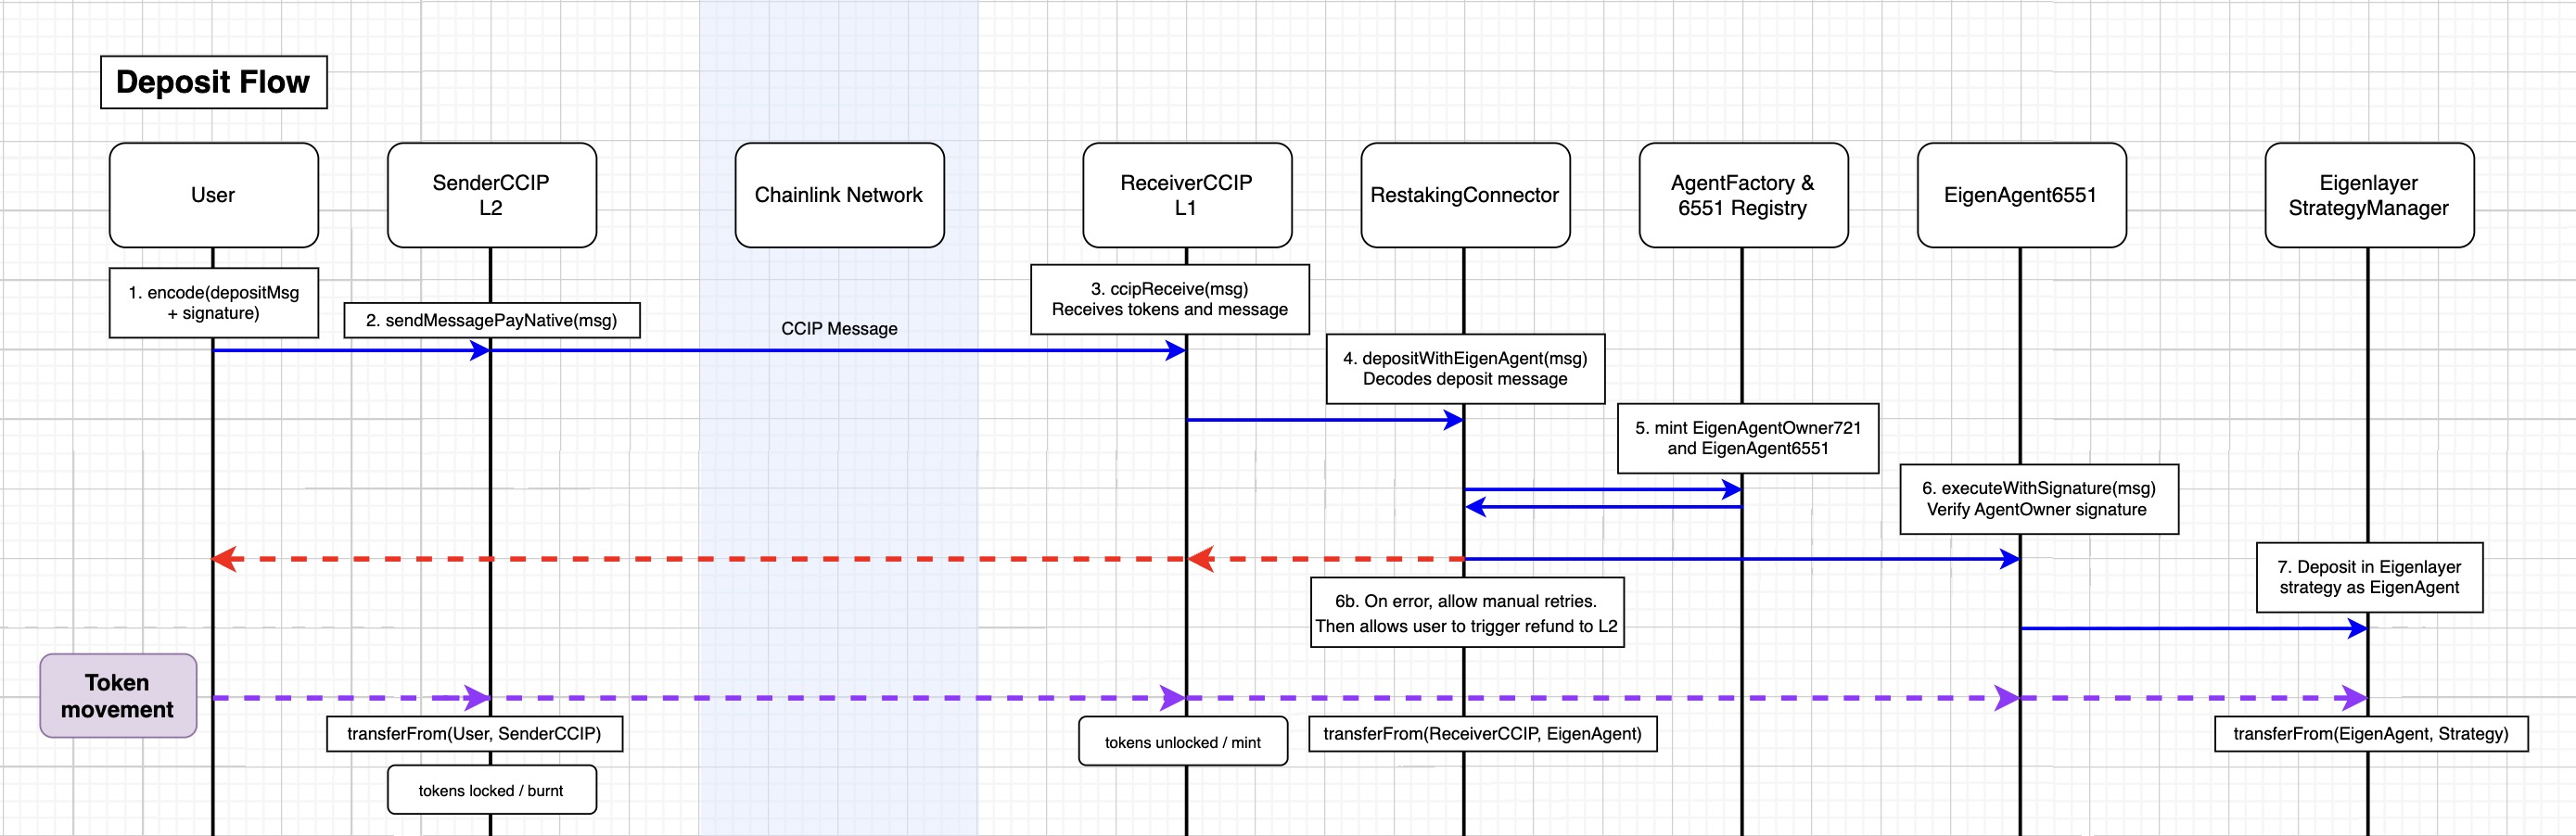 Deposit Flow
User
SenderCCIP
L2
Chainlink Network
ReceiverCCIP
L1
RestakingConnector
AgentFactory &
6551 Registry
EigenAgent6551
Eigenlayer
StrategyManager
1. encode(depositMsg
+ signature)
2. sendMessagePayNative(msg)
CCIP Message
3. ccipReceive(msg)
Receives tokens and message
4. depositWithEigenAgent(msg)
Decodes deposit message
5. mint EigenAgentOwner721
and EigenAgent6551
6. executeWithSignature(msg)
Verify AgentOwner signature
6b. On error, allow manual retries.
Then allows user to trigger refund to L2
7. Deposit in Eigenlayer
strategy as EigenAgent
Token
movement
transferFrom(User, SenderCCIP)
tokens locked / burnt
tokens unlocked / mint
transferFrom(ReceiverCCIP, EigenAgent)
transferFrom(EigenAgent, Strategy)